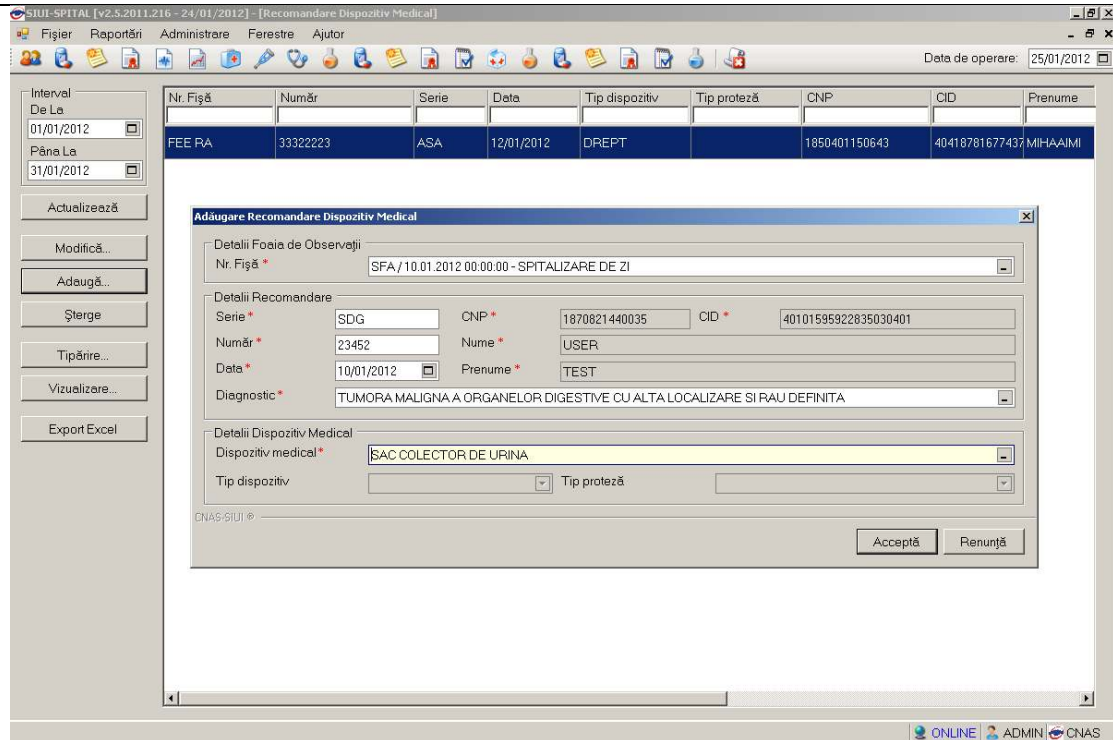 SIUI-SPITAL [v2.5.2011.216 - 24/01/2012] - [Recomandare Dispozitiv Medical]
Fişier Raportări Administrare Ferestre Ajutor
Data de operare: 25/01/2012
Interval
De La
01/01/2012
Pâna La
31/01/2012
Actualizează
Modifică...
Adaugă...
Şterge
Tipărire...
Vizualizare...
Export Excel
Nr. Fişă Număr Serie Data Tip dispozitiv Tip proteză CNP CID Prenume
FEE RA 33322223 ASA 12/01/2012 DREPT 1850401150643 40418781677437 MIHAAIMI
Adăugare Recomandare Dispozitiv Medical
Detalii Foaia de Observaţii
Nr. Fişă * SFA / 10.01.2012 00:00:00 - SPITALIZARE DE ZI
Detalii Recomandare
Serie * SDG CNP * 1870821440035 CID * 40101595922835030401
Număr * 23452 Nume * USER
Data * 10/01/2012 Prenume * TEST
Diagnostic * TUMORA MALIGNA A ORGANELOR DIGESTIVE CU ALTA LOCALIZARE SI RAU DEFINITA
Detalii Dispozitiv Medical
Dispozitiv medical * SAC COLECTOR DE URINA
Tip dispozitiv Tip proteză
CNAS-SIUI ®
Acceptă Renunţă
ONLINE ADMIN CNAS